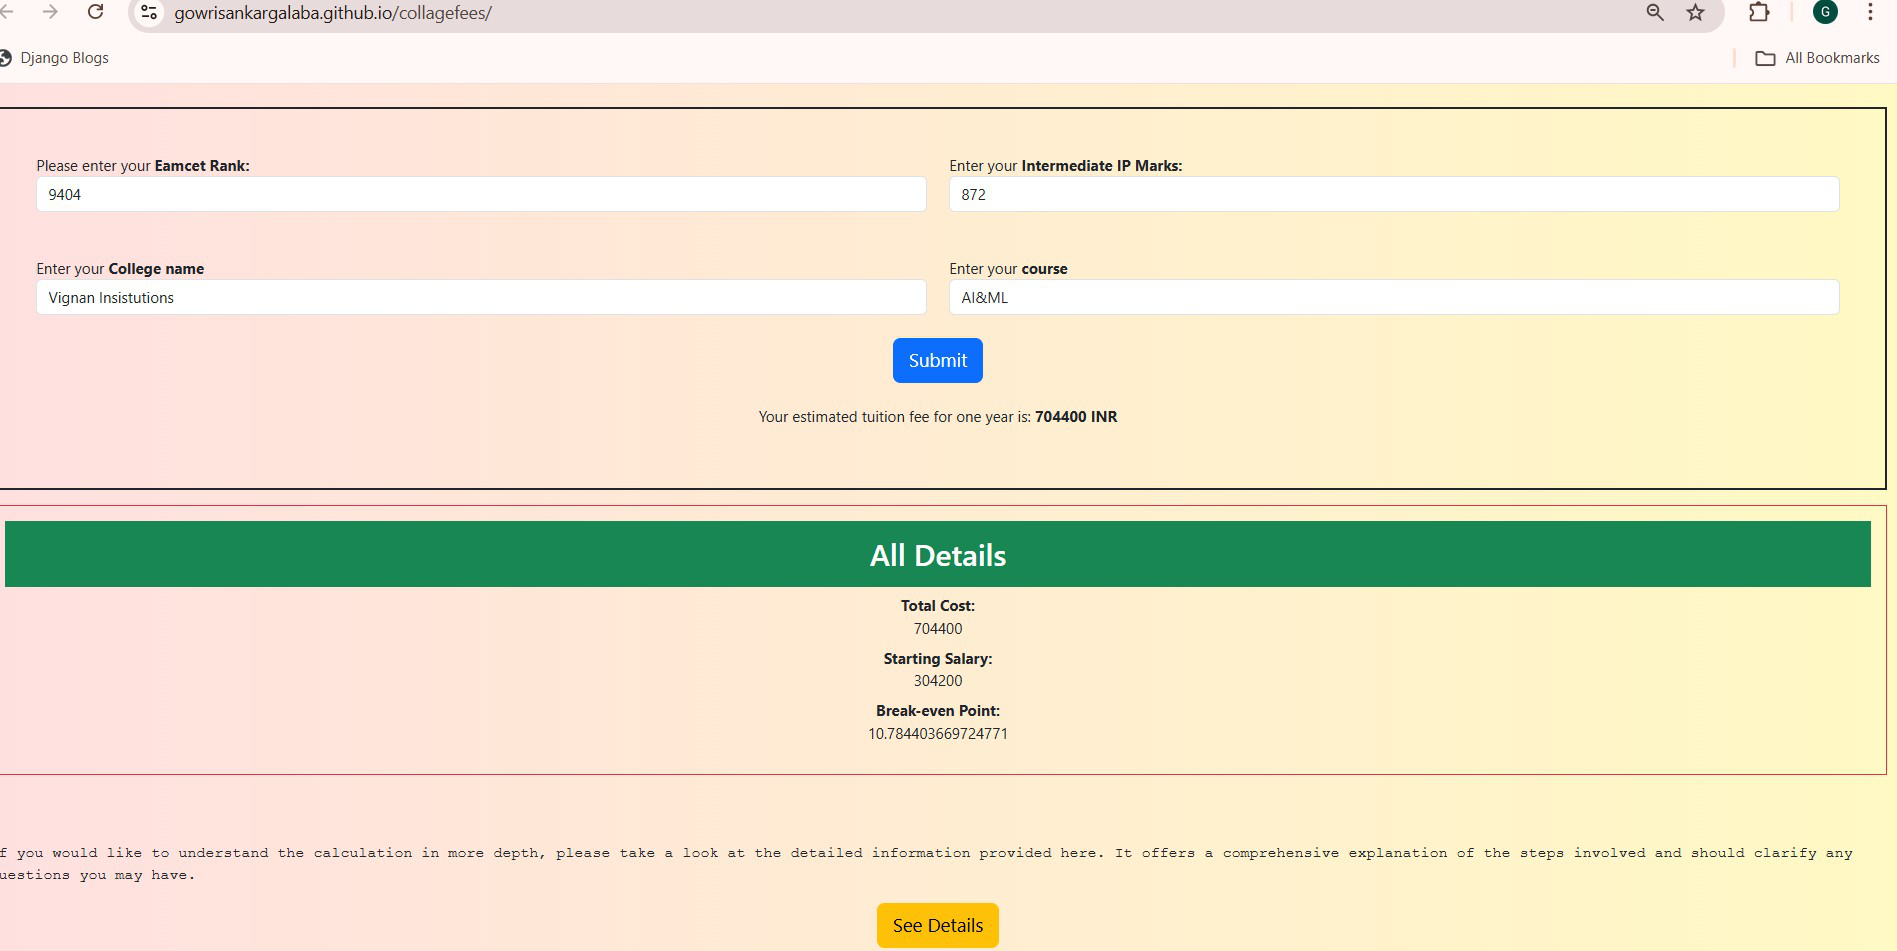 gowrisankargalaba.github.io/collagefees/
G
Django Blogs
All Bookmarks
Please enter your Eamcet Rank:
Enter your Intermediate IP Marks:
9404
872
Enter your College name
Enter your course
Vignan Insistutions
AI&ML
Submit
Your estimated tuition fee for one year is: 704400 INR
All Details
Total Cost:
704400
Starting Salary:
304200
Break-even Point:
10.784403669724771
f you would like to understand the calculation in more depth, please take a look at the detailed information provided here. It offers a comprehensive explanation of the steps involved and should clarify any
uestions you may have.
See Details